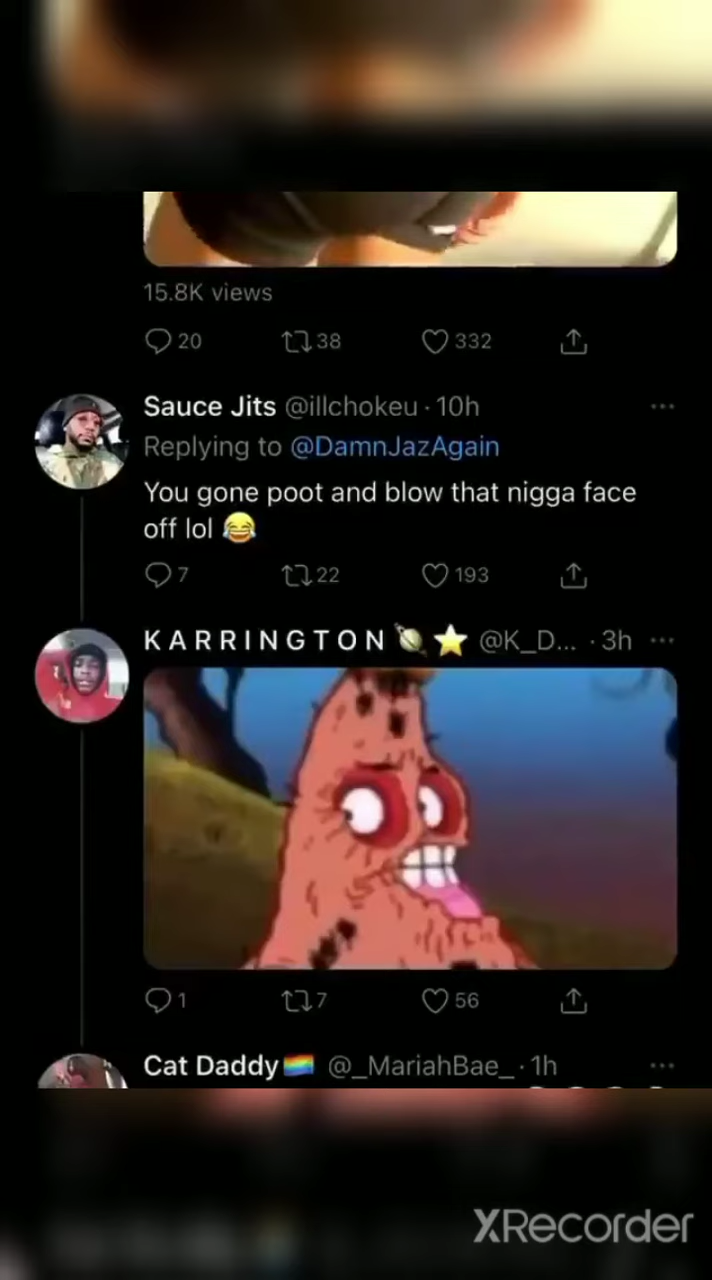 15.8K views
20 38 332
Sauce Jits @illchokeu · 10h
Replying to @DamnJazAgain
You gone poot and blow that nigga face
off lol 😂
7 22 193
KARRINGTON 🪐⭐ @K_D... · 3h
1 7 56
Cat Daddy🏳️‍🌈 @_MariahBae_ · 1h
XRecorder